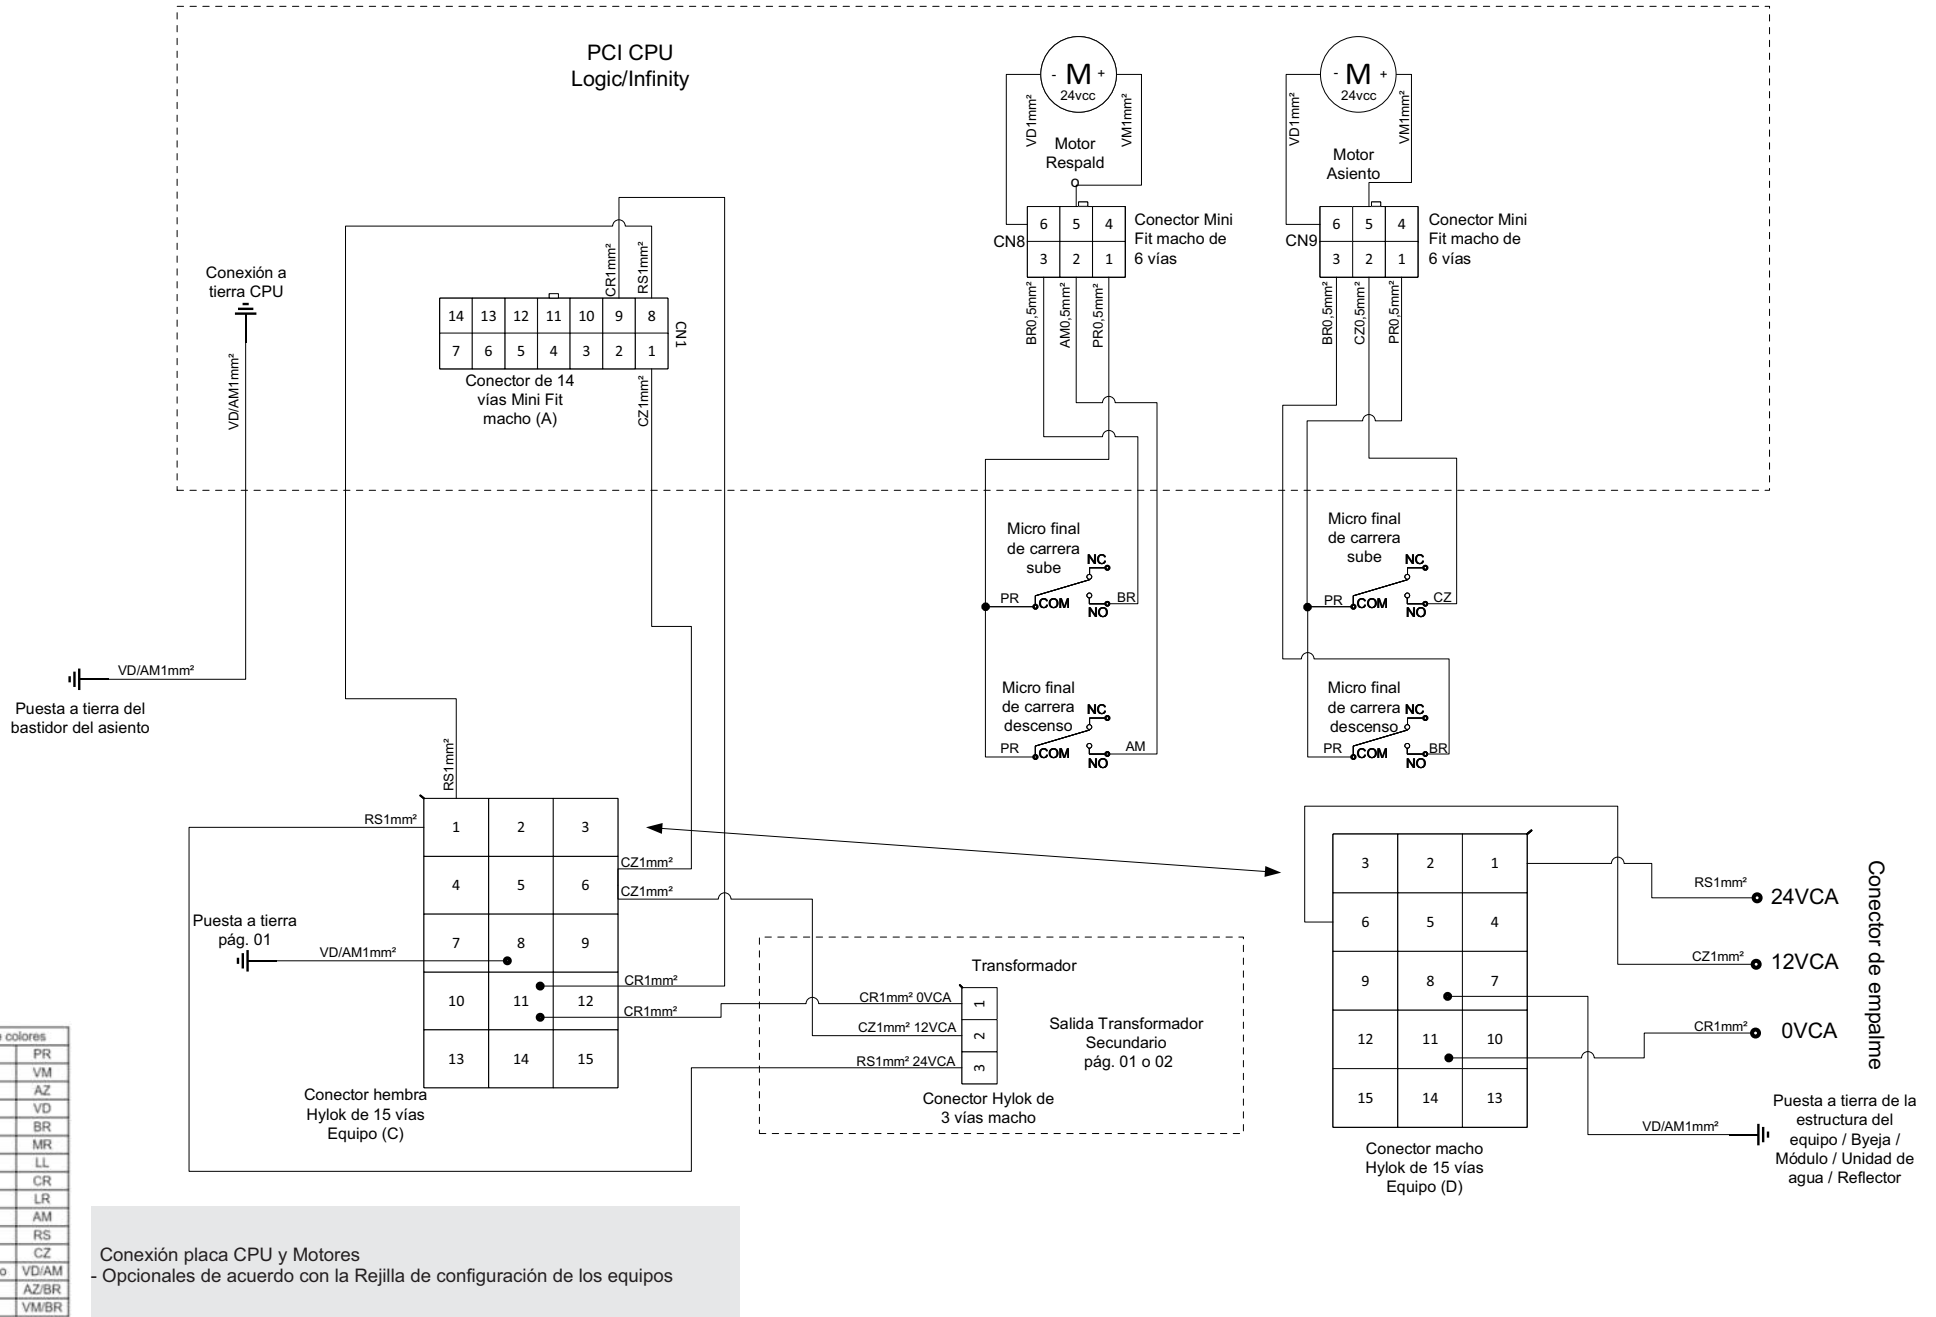 PCI CPU
Logic/Infinity
- M +
24vcc
VD1mm²
VM1mm²
Motor
Respald
o
6 5 4
3 2 1
CN8
Conector Mini
Fit macho de
6 vías
BR0,5mm²
AM0,5mm²
PR0,5mm²
- M +
24vcc
VD1mm²
VM1mm²
Motor
Asiento
6 5 4
3 2 1
CN9
Conector Mini
Fit macho de
6 vías
BR0,5mm²
CZ0,5mm²
PR0,5mm²
Conexión a
tierra CPU
VD/AM1mm²
CR1mm²
RS1mm²
14 13 12 11 10 9 8
7 6 5 4 3 2 1
CN1
Conector de 14
vías Mini Fit
macho (A)
CZ1mm²
Micro final
de carrera
sube
NC
PR
COM
NO
BR
Micro final
de carrera
descenso
NC
PR
COM
NO
AM
Micro final
de carrera
sube
NC
PR
COM
NO
CZ
Micro final
de carrera
descenso
NC
PR
COM
NO
BR
VD/AM1mm²
Puesta a tierra del
bastidor del asiento
RS1mm²
RS1mm²
1 2 3
4 5 6
7 8 9
10 11 12
13 14 15
CZ1mm²
CZ1mm²
Puesta a tierra
pág. 01
VD/AM1mm²
CR1mm²
CR1mm²
Conector hembra
Hylok de 15 vías
Equipo (C)
Transformador
CR1mm² 0VCA
CZ1mm² 12VCA
RS1mm² 24VCA
1
2
3
Salida Transformador
Secundario
pág. 01 o 02
Conector Hylok de
3 vías macho
3 2 1
6 5 4
9 8 7
12 11 10
15 14 13
Conector macho
Hylok de 15 vías
Equipo (D)
RS1mm²
24VCA
CZ1mm²
12VCA
CR1mm²
0VCA
Conector de empalme
VD/AM1mm²
Puesta a tierra de la
estructura del
equipo / Byeja /
Módulo / Unidad de
agua / Reflector
colores
PR
VM
AZ
VD
BR
MR
LL
CR
LR
AM
RS
CZ
o VD/AM
AZ/BR
VM/BR
Conexión placa CPU y Motores
- Opcionales de acuerdo con la Rejilla de configuración de los equipos